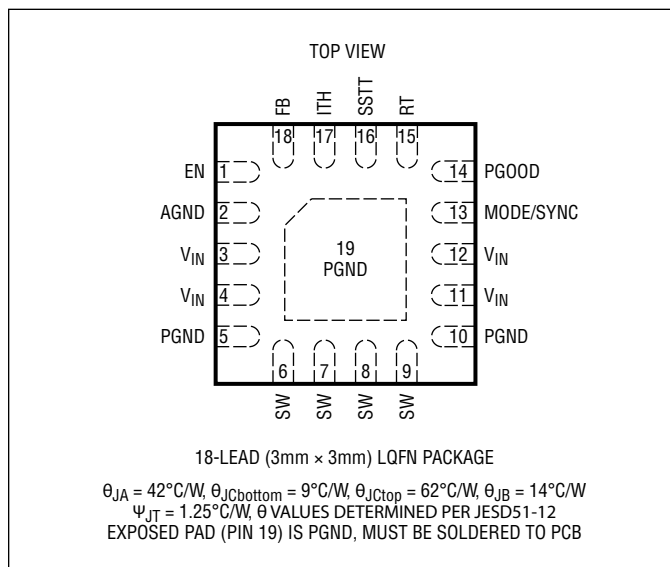 TOP VIEW
FB ITH SSTT RT
18 17 16 15
EN 1 14 PGOOD
AGND 2 13 MODE/SYNC
VIN 3 12 VIN
19
PGND
VIN 4 11 VIN
PGND 5 10 PGND
6 7 8 9
SW SW SW SW
18-LEAD (3mm × 3mm) LQFN PACKAGE
θJA = 42°C/W, θJCbottom = 9°C/W, θJCtop = 62°C/W, θJB = 14°C/W
ΨJT = 1.25°C/W, θ VALUES DETERMINED PER JESD51-12
EXPOSED PAD (PIN 19) IS PGND, MUST BE SOLDERED TO PCB